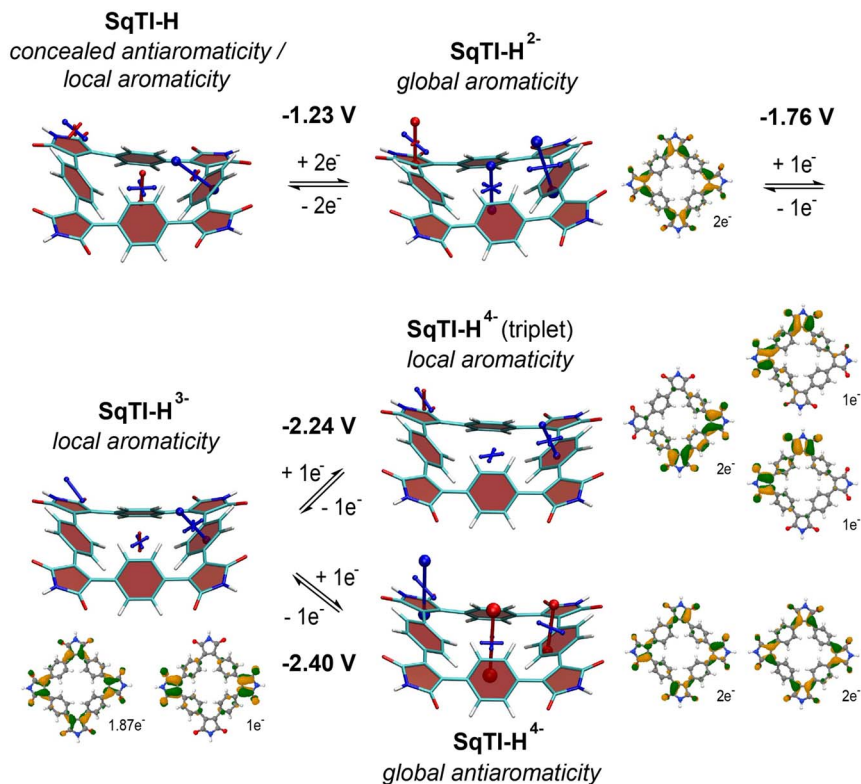 SqTI-H
concealed antiaromaticity /
local aromaticity
-1.23 V
+ 2e-
- 2e-
SqTI-H2-
global aromaticity
2e-
-1.76 V
+ 1e-
- 1e-
SqTI-H3-
local aromaticity
1.87e-
1e-
-2.24 V
+ 1e-
- 1e-
SqTI-H4- (triplet)
local aromaticity
2e-
1e-
1e-
+ 1e-
- 1e-
-2.40 V
SqTI-H4-
global antiaromaticity
2e-
2e-